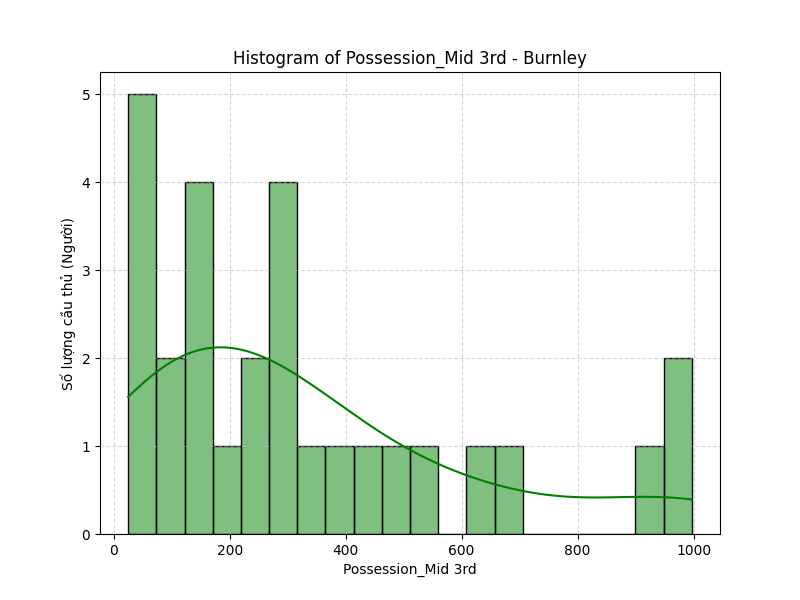 Histogram of Possession_Mid 3rd - Burnley
Số lượng cầu thủ (Người)
5
4
3
2
1
0
0 200 400 600 800 1000
Possession_Mid 3rd